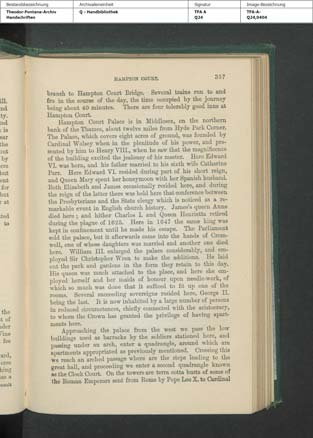 Bestandsbezeichnung Archivaleneinheit Signatur Image-Bezeichnung
Theodor-Fontane-Archiv Q - Handbibliothek TFA A TFA-A-
Handschriften Q24 Q24,0404
HAMPTON COURT. 357
branch to Hampton Court Bridge. Several trains run to and
fro in the course of the day, the time occupied by the journey
being about 40 minutes. There are four tolerably good inns at
Hampton Court.
Hampton Court Palace is in Middlesex, on the northern
bank of the Thames, about twelve miles from Hyde Park Corner.
The Palace, which covers eight acres of ground, was founded by
Cardinal Wolsey when in the plenitude of his power, and pre-
sented by him to Henry VIII., when he saw that the magnificence
of the building excited the jealousy of his master. Here Edward
VI. was born, and his father married to his sixth wife Catharine
Parr. Here Edward VI. resided during part of his short reign,
and Queen Mary spent her honeymoon with her Spanish husband.
Both Elizabeth and James occasionally resided here, and during
the reign of the latter there was held here that conference between
the Presbyterians and the State clergy which is noticed as a re-
markable event in English church history. James's queen Anne
died here; and hither Charles I. and Queen Henrietta retired
during the plague of 1625. Here in 1647 the same king was
kept in confinement until he made his escape. The Parliament
sold the palace, but it afterwards came into the hands of Crom-
well, one of whose daughters was married and another one died
here. William III. enlarged the palace considerably, and em-
ployed Sir Christopher Wren to make the additions. He laid
out the park and gardens in the form they retain to this day.
His queen was much attached to the place, and here she em-
ployed herself and her maids of honour upon needle-work, of
which so much was done that it sufficed to fit up one of the
rooms. Several succeeding sovereigns resided here, George II.
being the last. It is now inhabited by a large number of persons
in reduced circumstances, chiefly connected with the aristocracy,
to whom the Crown has granted the privilege of having apart-
ments here.
Approaching the palace from the west we pass the low
buildings used as barracks by the soldiers stationed here, and
passing under an arch, enter a quadrangle, around which are
apartments appropriated as previously mentioned. Crossing this
we reach an arched passage where are the steps leading to the
great hall, and proceeding we enter a second quadrangle known
as the Clock Court. On the towers are terra cotta busts of some of
the Roman Emperors sent from Rome by Pope Leo X. to Cardinal